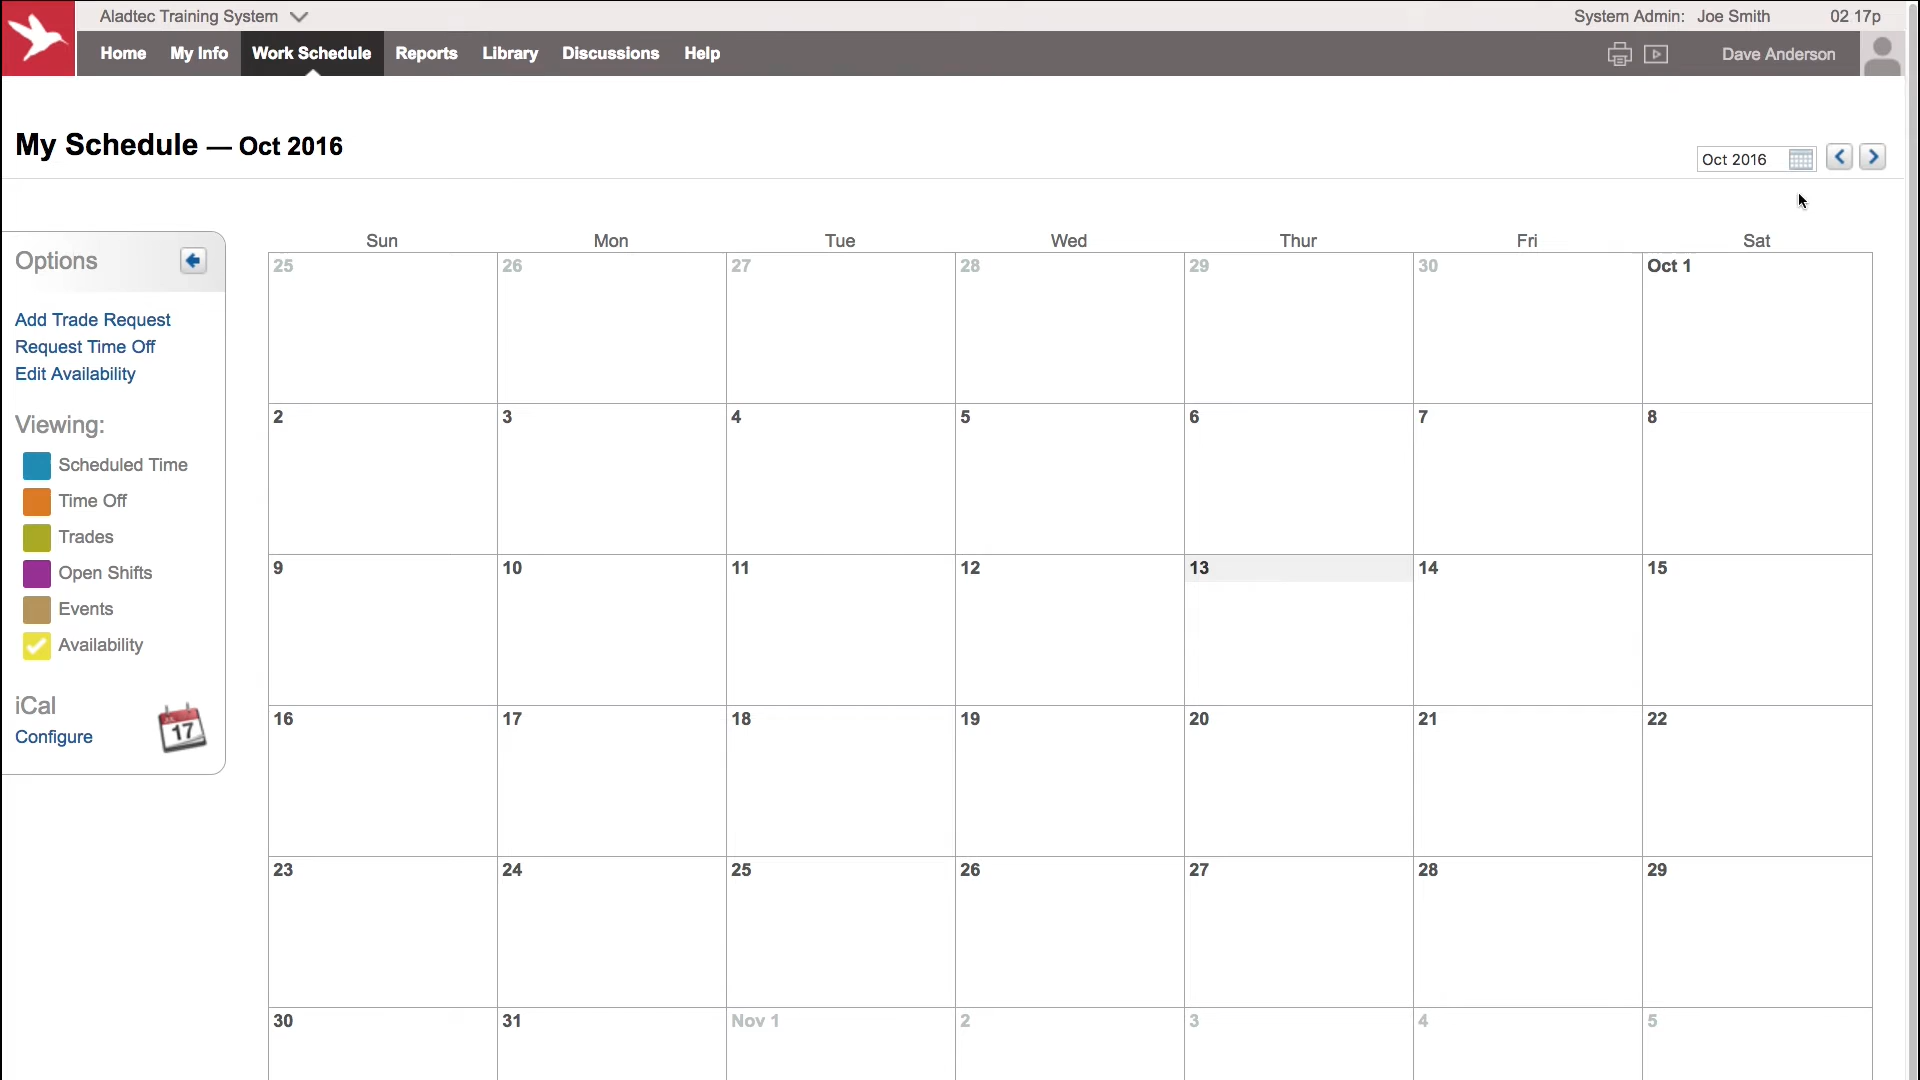 Aladtec Training System
System Admin: Joe Smith 02 17p
Home My Info Work Schedule Reports Library Discussions Help
Dave Anderson
My Schedule — Oct 2016
Oct 2016
Sun Mon Tue Wed Thur Fri Sat
25 26 27 28 29 30 Oct 1
2 3 4 5 6 7 8
9 10 11 12 13 14 15
16 17 18 19 20 21 22
23 24 25 26 27 28 29
30 31 Nov 1 2 3 4 5
Options
Add Trade Request
Request Time Off
Edit Availability
Viewing:
Scheduled Time
Time Off
Trades
Open Shifts
Events
Availability
iCal
Configure
17